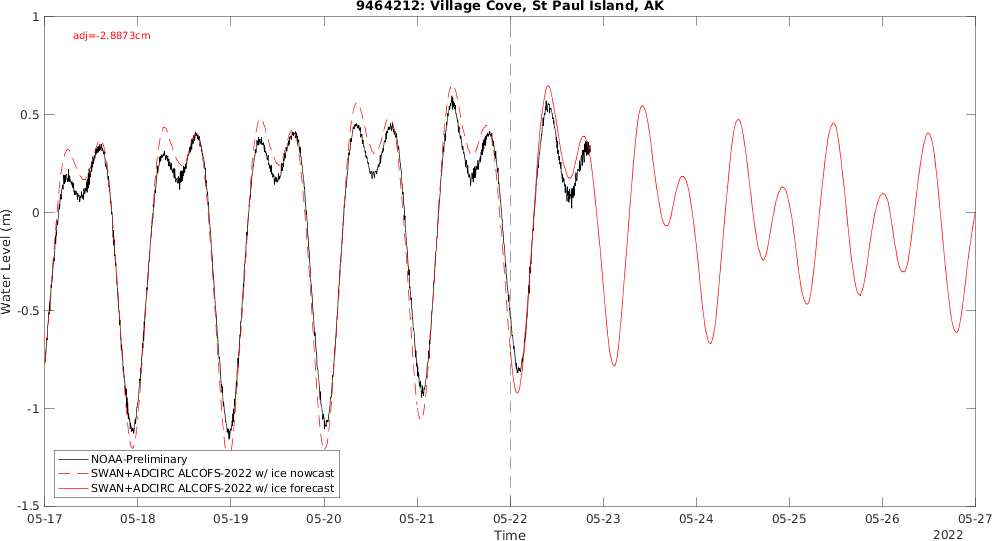 9464212: Village Cove, St Paul Island, AK
adj=-2.8873cm
1
0.5
0
-0.5
-1
-1.5
Water Level (m)
NOAA-Preliminary
SWAN+ADCIRC ALCOFS-2022 w/ ice nowcast
SWAN+ADCIRC ALCOFS-2022 w/ ice forecast
05-17 05-18 05-19 05-20 05-21 05-22 05-23 05-24 05-25 05-26 05-27
Time
2022